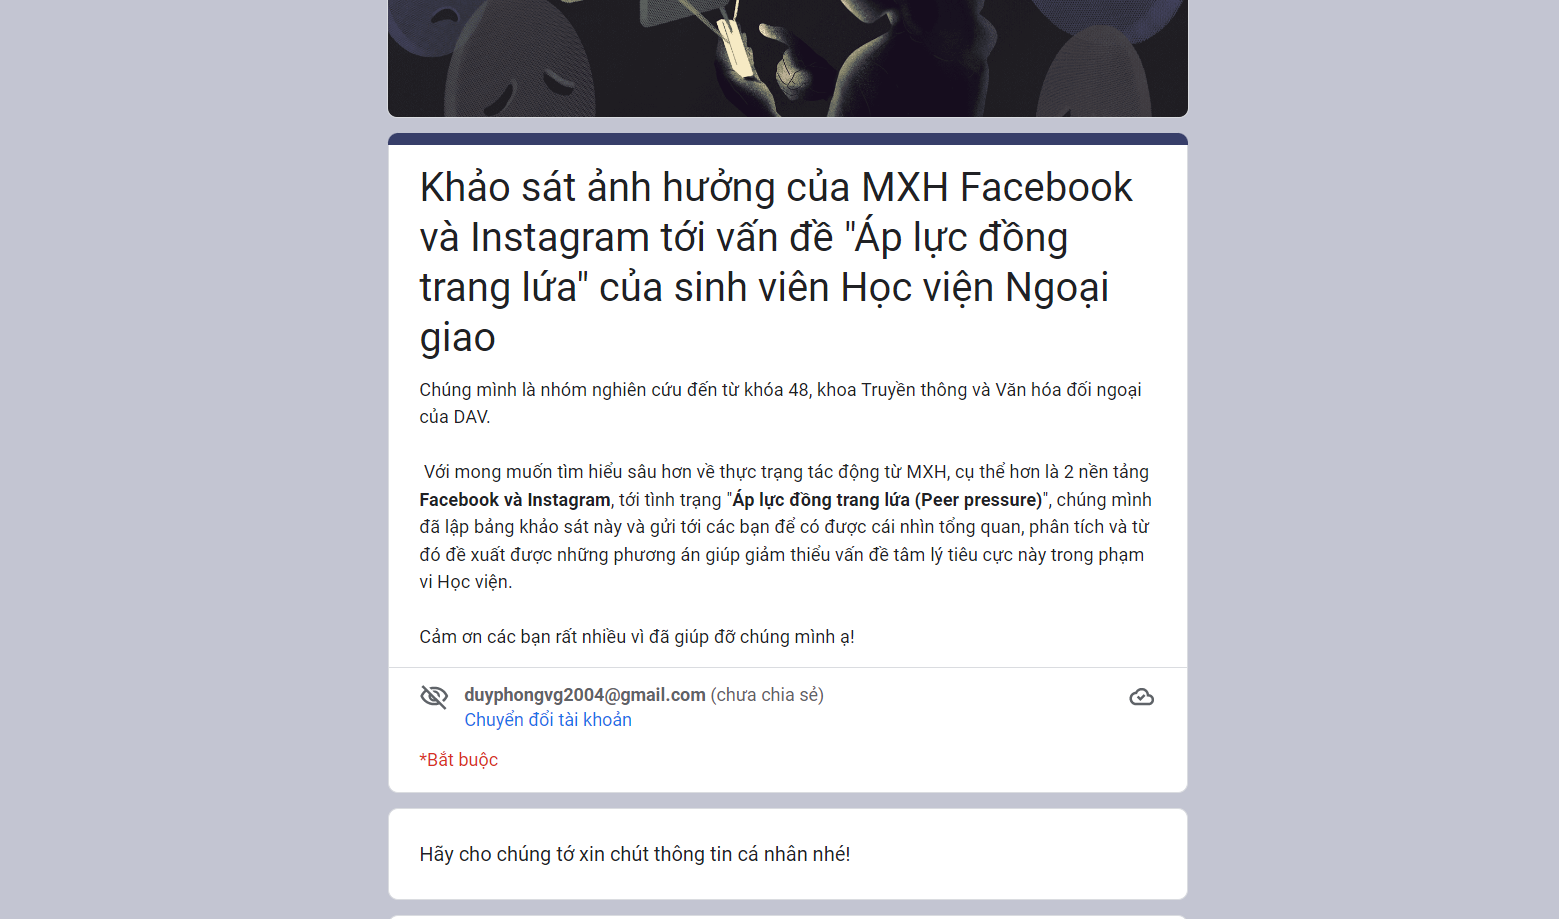 Khảo sát ảnh hưởng của MXH Facebook
và Instagram tới vấn đề "Áp lực đồng
trang lứa" của sinh viên Học viện Ngoại
giao
Chúng mình là nhóm nghiên cứu đến từ khóa 48, khoa Truyền thông và Văn hóa đối ngoại
của DAV.
Với mong muốn tìm hiểu sâu hơn về thực trạng tác động từ MXH, cụ thể hơn là 2 nền tảng
Facebook và Instagram, tới tình trạng "Áp lực đồng trang lứa (Peer pressure)", chúng mình
đã lập bảng khảo sát này và gửi tới các bạn để có được cái nhìn tổng quan, phân tích và từ
đó đề xuất được những phương án giúp giảm thiểu vấn đề tâm lý tiêu cực này trong phạm
vi Học viện.
Cảm ơn các bạn rất nhiều vì đã giúp đỡ chúng mình ạ!
duyphongvg2004@gmail.com (chưa chia sẻ)
Chuyển đổi tài khoản
*Bắt buộc
Hãy cho chúng tớ xin chút thông tin cá nhân nhé!